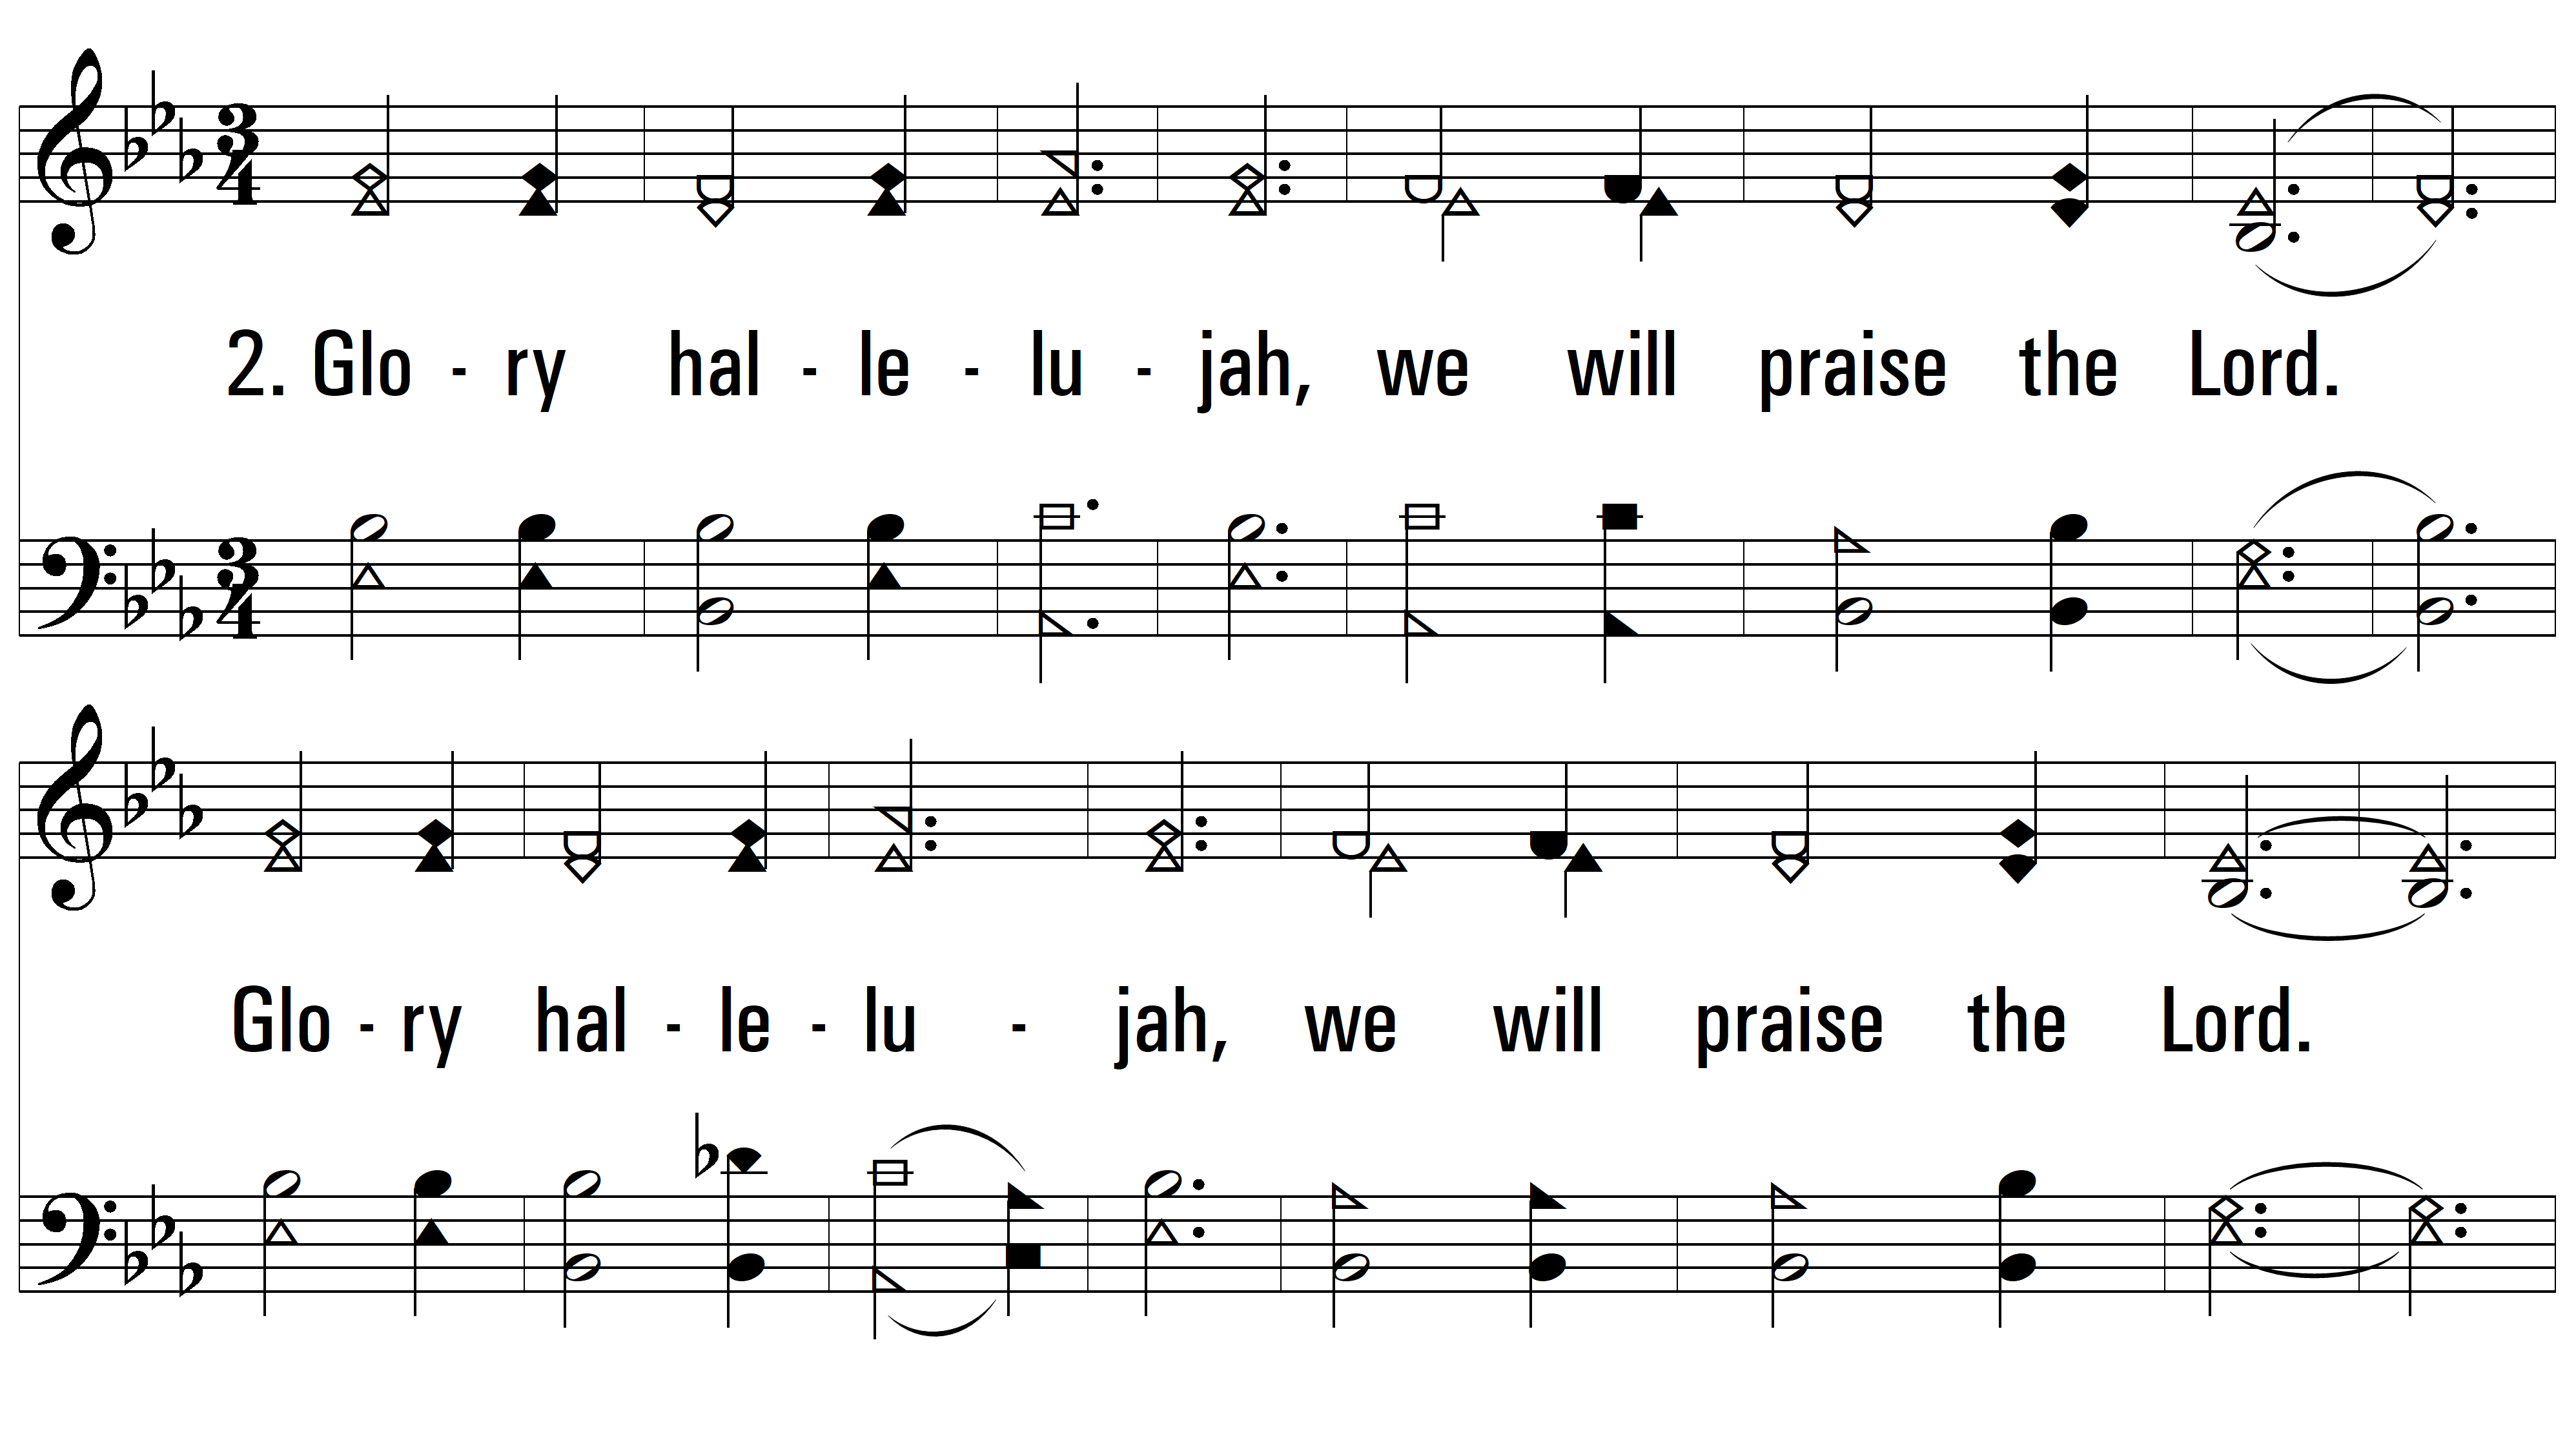 2. Glo - ry hal - le - lu - jah, we will praise the Lord.
Glo - ry hal - le - lu - jah, we will praise the Lord.